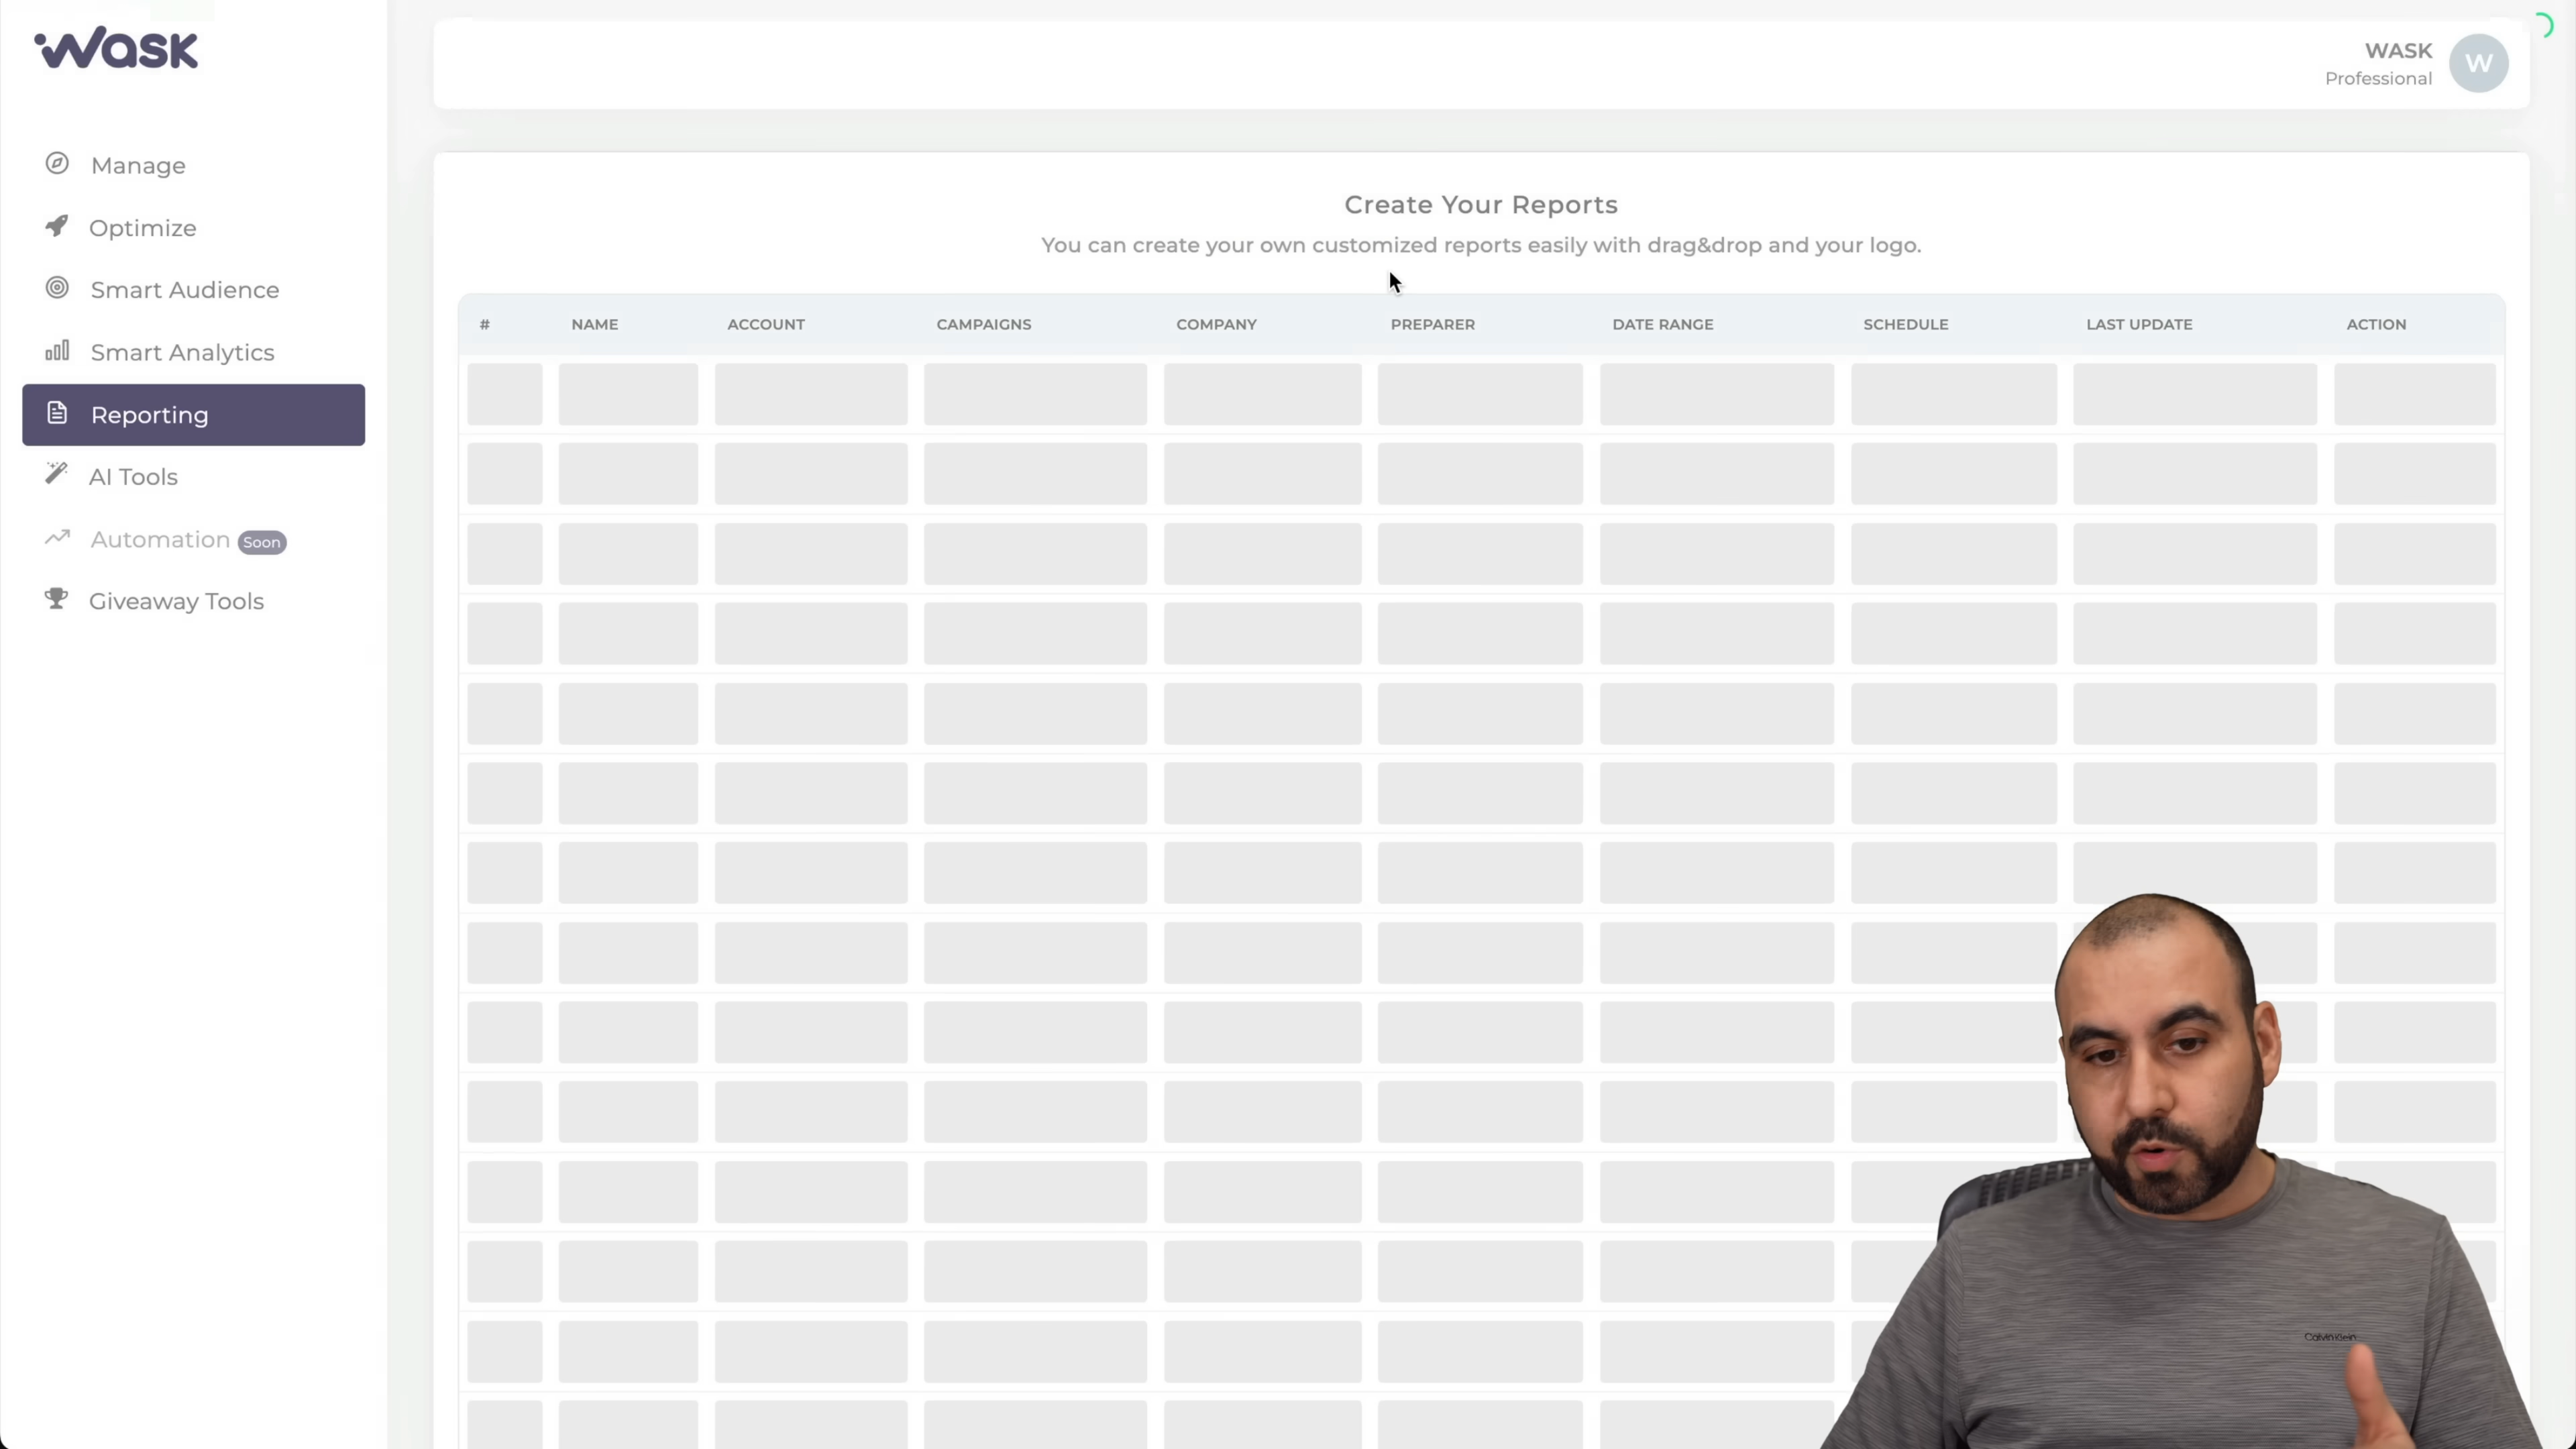 Wask
Manage
Optimize
Smart Audience
Smart Analytics
Reporting
AI Tools
Automation Soon
Giveaway Tools
WASK
Professional
W
Create Your Reports
You can create your own customized reports easily with drag&drop and your logo.
# NAME ACCOUNT CAMPAIGNS COMPANY PREPARER DATE RANGE SCHEDULE LAST UPDATE ACTION
Calvin Klein